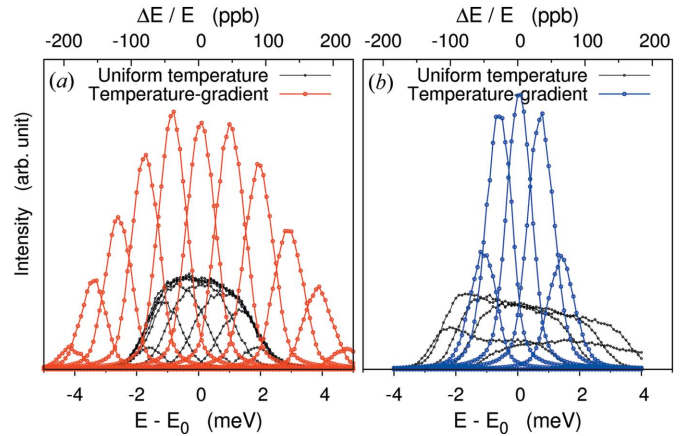 ΔE / E (ppb)
ΔE / E (ppb)
-200 -100 0 100 200
-200 -100 0 100 200
(a) Uniform temperature
Temperature-gradient
(b) Uniform temperature
Temperature-gradient
Intensity (arb. unit)
-4 -2 0 2 4
-4 -2 0 2 4
E - E0 (meV)
E - E0 (meV)